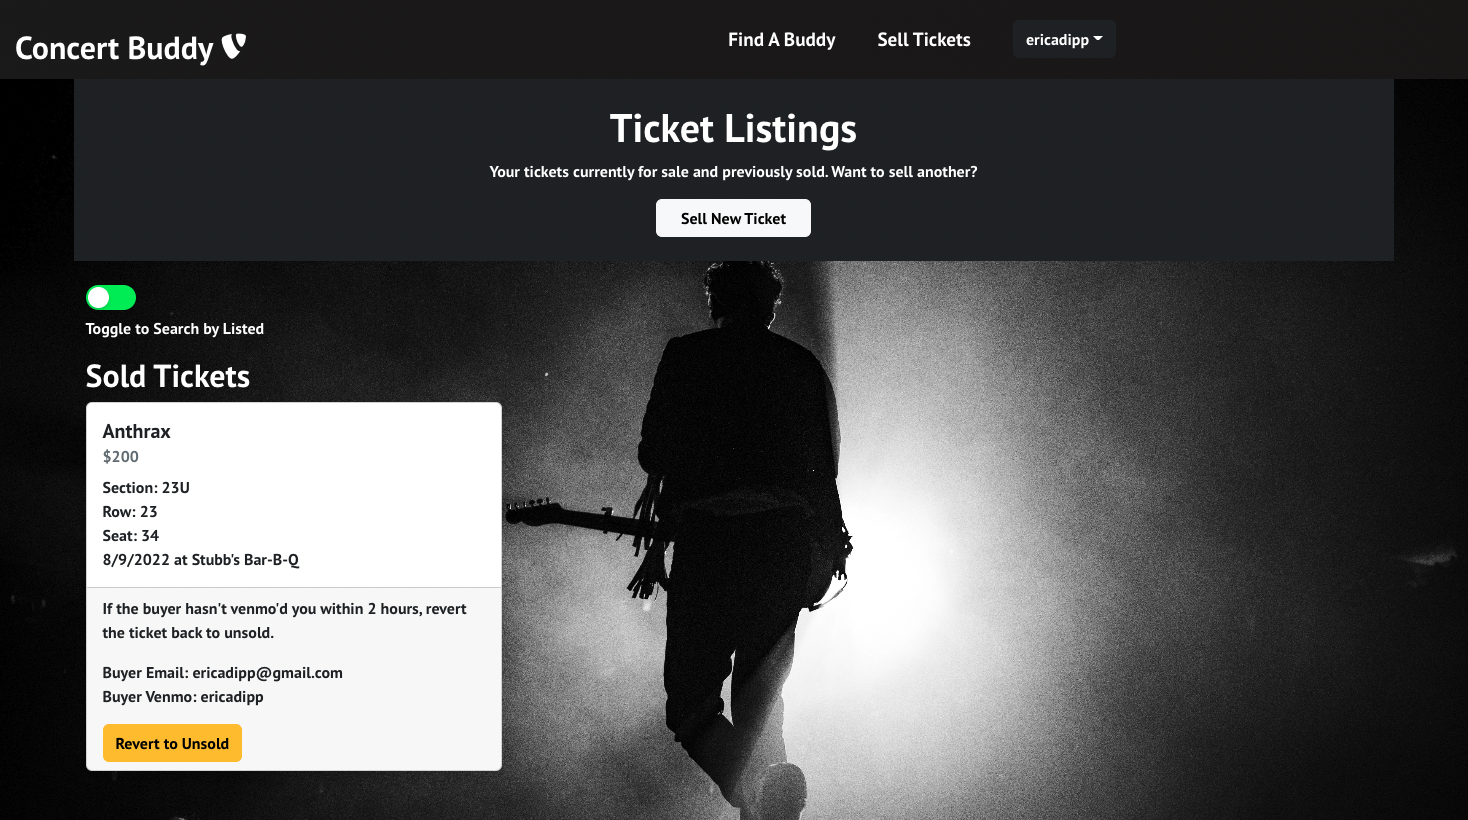 Concert Buddy
Find A Buddy
Sell Tickets
ericadipp
Ticket Listings
Your tickets currently for sale and previously sold. Want to sell another?
Sell New Ticket
Toggle to Search by Listed
Sold Tickets
Anthrax
$200
Section: 23U
Row: 23
Seat: 34
8/9/2022 at Stubb's Bar-B-Q
If the buyer hasn't venmo'd you within 2 hours, revert
the ticket back to unsold.
Buyer Email: ericadipp@gmail.com
Buyer Venmo: ericadipp
Revert to Unsold